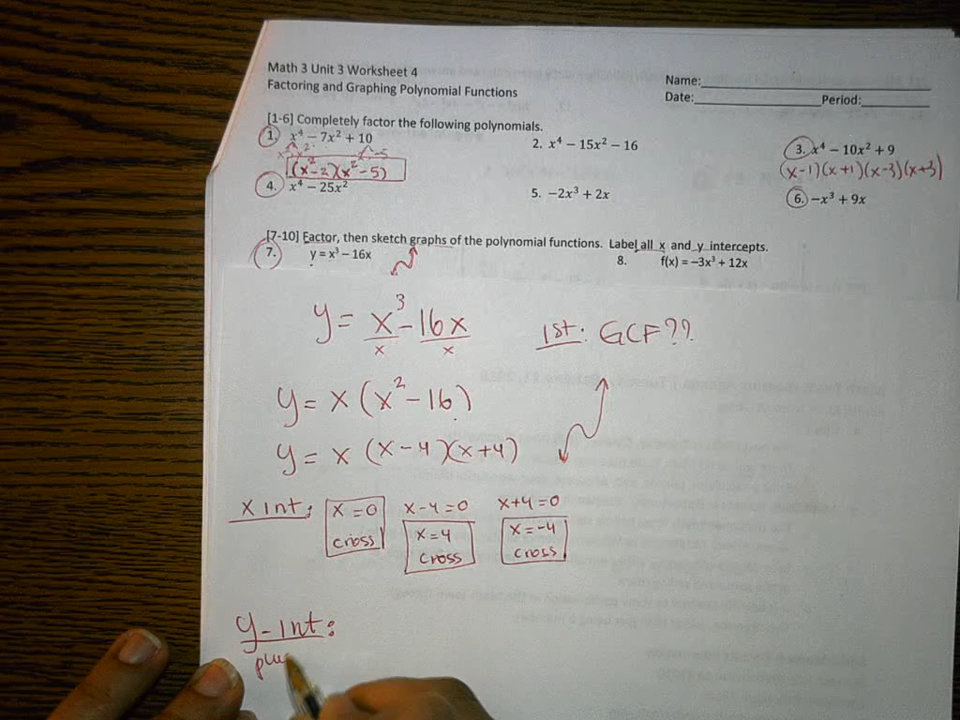 Math 3 Unit 3 Worksheet 4
Factoring and Graphing Polynomial Functions
Name:
Date: Period:
[1-6] Completely factor the following polynomials.
1. x⁴ – 7x² + 10
2. x⁴ – 15x² – 16
3. x⁴ – 10x² + 9
(x²-2)(x²-5)
(x-1)(x+1)(x-3)(x+3)
4. x⁴ – 25x²
5. –2x³ + 2x
6. –x³ + 9x
[7-10] Factor, then sketch graphs of the polynomial functions. Label all x and y intercepts.
7. y = x³ – 16x
8. f(x) = –3x³ + 12x
y = x³ - 16x
x x
1st: GCF??
y = x (x² - 16)
y = x (x-4)(x+4)
x int: x=0 x-4=0 x+4=0
cross x=4 x=-4
cross cross
y-int: